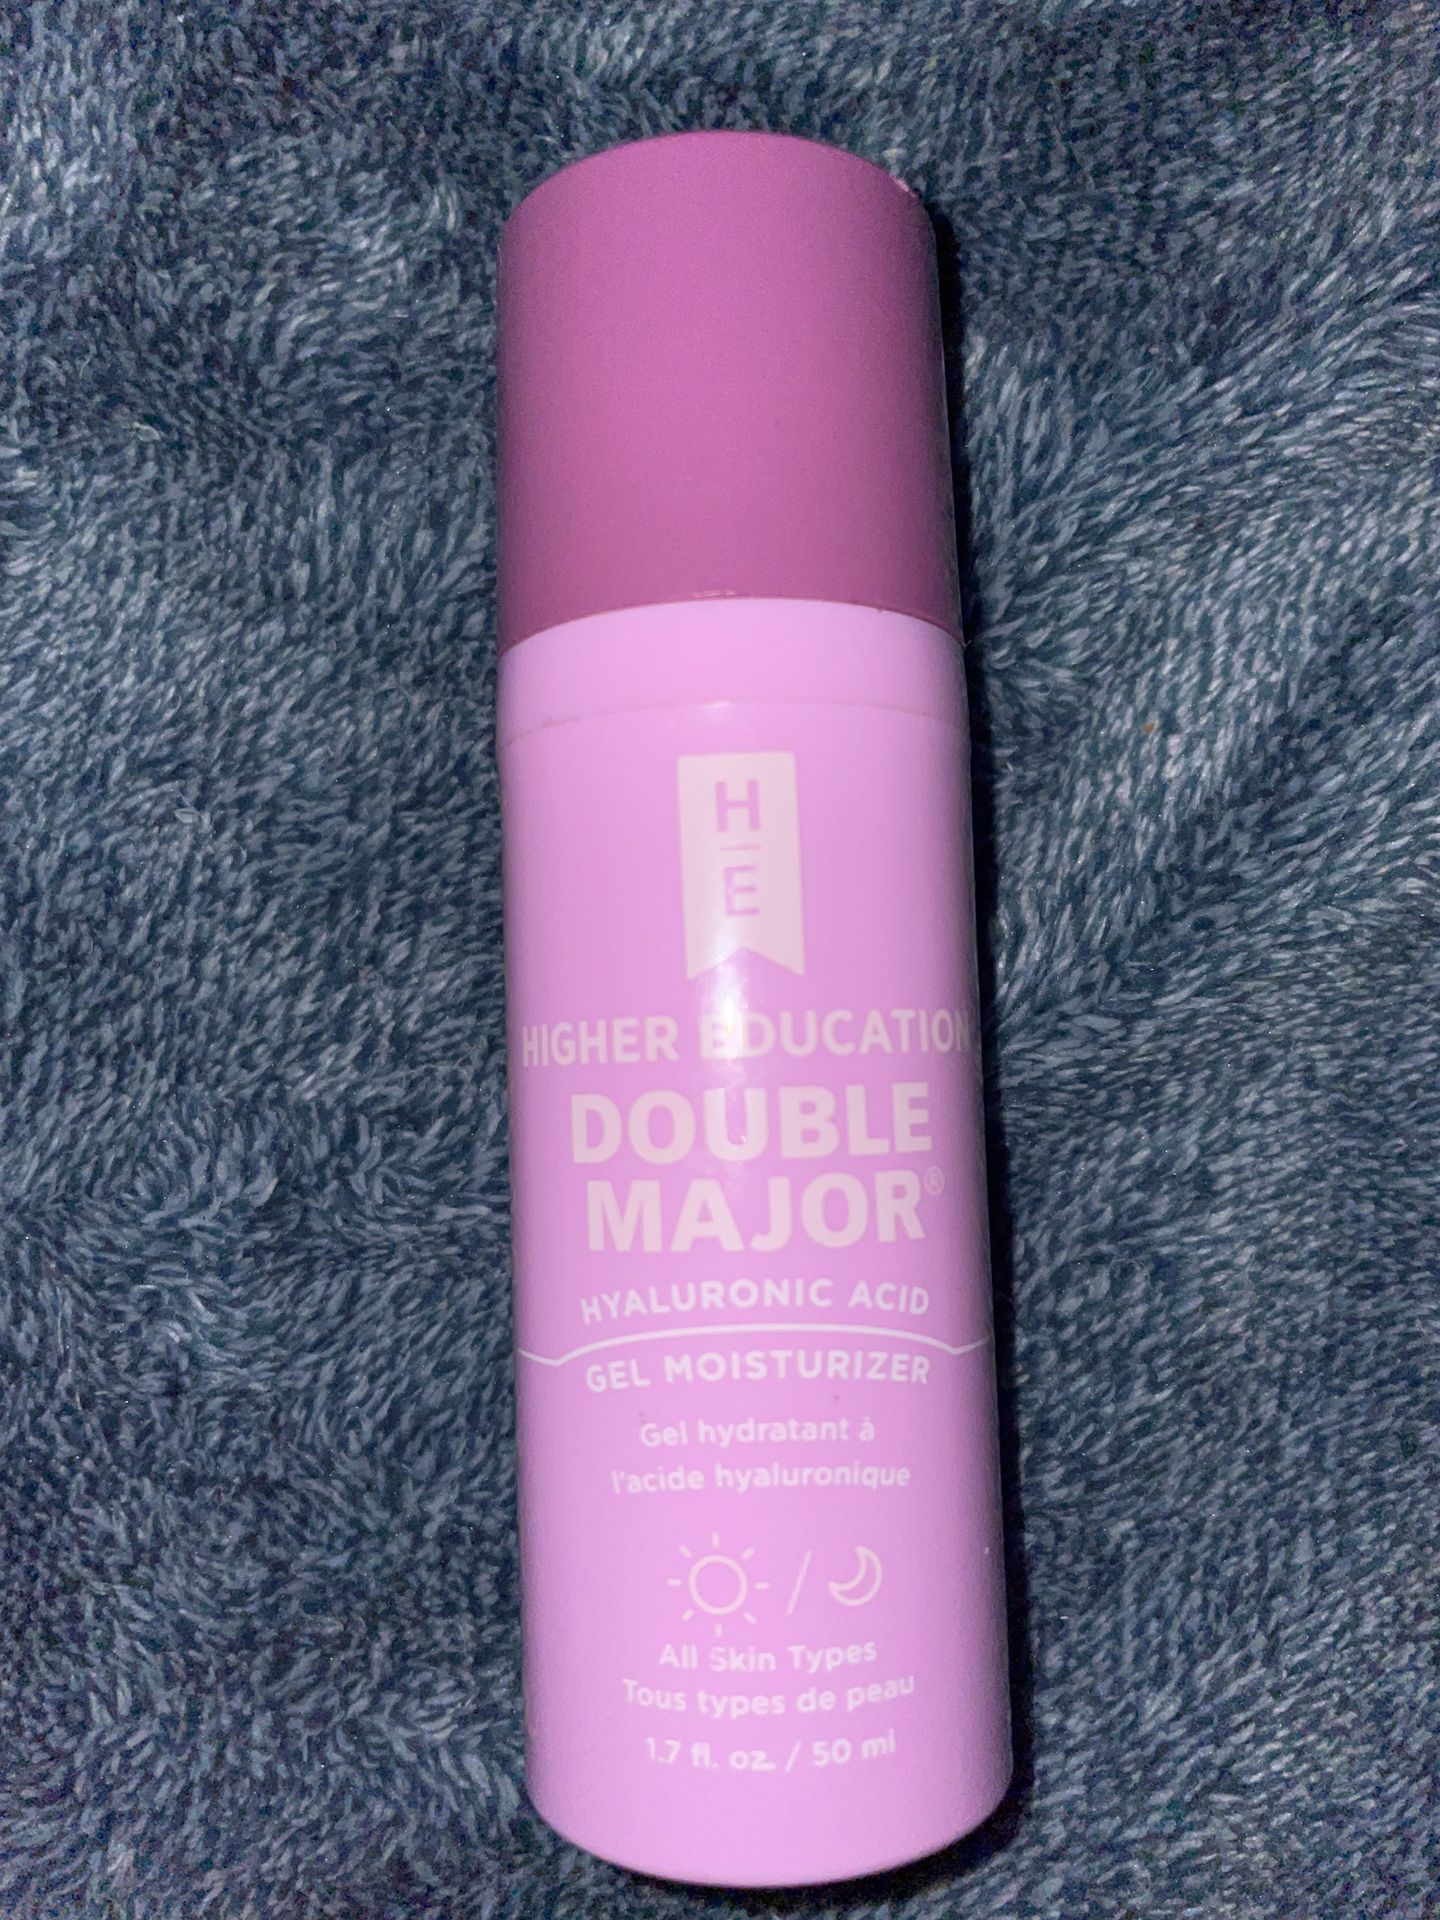 H
E
HIGHER EDUCATION
DOUBLE
MAJOR®
HYALURONIC ACID
GEL MOISTURIZER
Gel hydratant à
l'acide hyaluronique
/
All Skin Types
Tous types de peau
1.7 fl. oz. / 50 ml